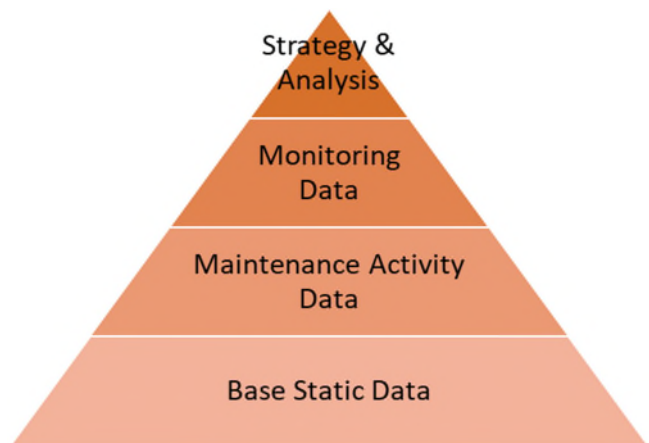 Strategy &
Analysis
Monitoring
Data
Maintenance Activity
Data
Base Static Data